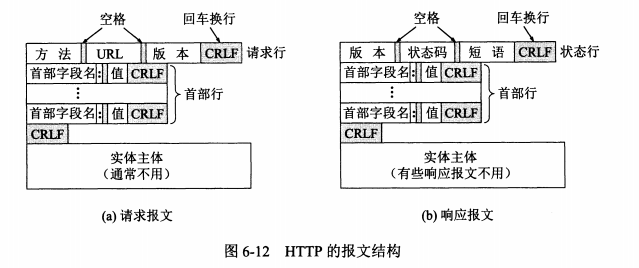 空格 回车换行
方 法 URL 版 本 CRLF 请求行
首部字段名: 值 CRLF
⋮
首部行
首部字段名: 值 CRLF
CRLF
实体主体
(通常不用)
(a) 请求报文
空格 回车换行
版 本 状态码 短 语 CRLF 状态行
首部字段名: 值 CRLF
⋮
首部行
首部字段名: 值 CRLF
CRLF
实体主体
(有些响应报文不用)
(b) 响应报文
图 6-12 HTTP 的报文结构